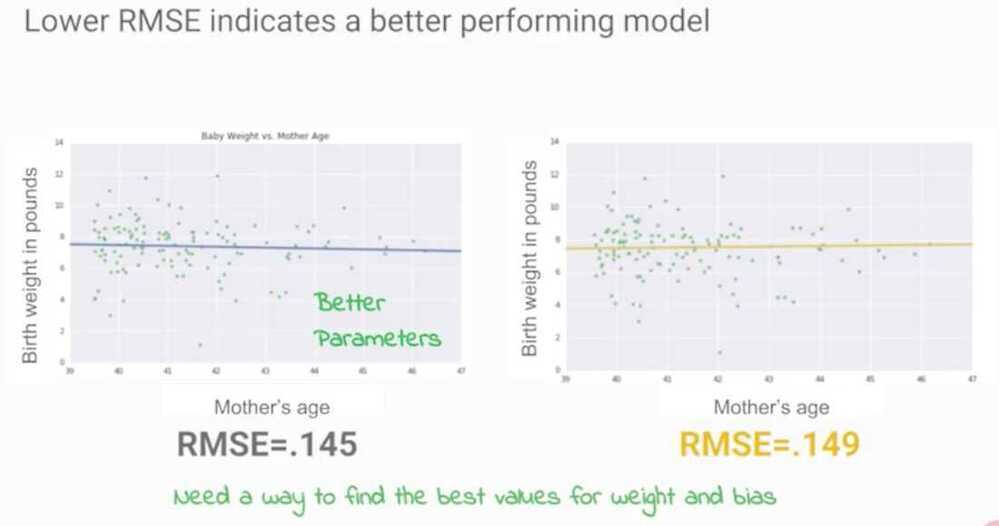 Lower RMSE indicates a better performing model
Baby Weight vs. Mother Age
Birth weight in pounds
14
12
10
8
6
4
2
0
39 40 41 42 43 44 45 46 47
Better
Parameters
Mother's age
RMSE=.145
Birth weight in pounds
14
12
10
8
6
4
2
0
39 40 41 42 43 44 45 46 47
Mother's age
RMSE=.149
Need a way to find the best values for weight and bias